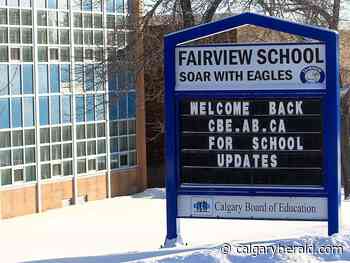 FAIRVIEW SCHOOL
SOAR WITH EAGLES
WELCOME BACK
CBE.AB.CA
FOR SCHOOL
UPDATES
Calgary Board of Education
calgaryherald.com